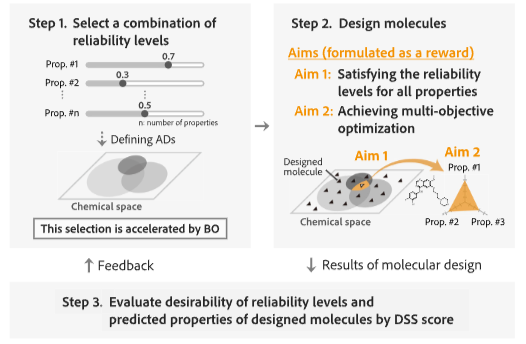 Step 1. Select a combination of
reliability levels
0.7
Prop. #1
0.3
Prop. #2
0.5
Prop. #n
n: number of properties
Defining ADs
Chemical space
This selection is accelerated by BO
Step 2. Design molecules
Aims (formulated as a reward)
Aim 1: Satisfying the reliability
levels for all properties
Aim 2: Achieving multi-objective
optimization
Designed
molecule
Aim 1
Aim 2
Prop. #1
Prop. #2
Prop. #3
Chemical space
Feedback
Results of molecular design
Step 3. Evaluate desirability of reliability levels and
predicted properties of designed molecules by DSS score